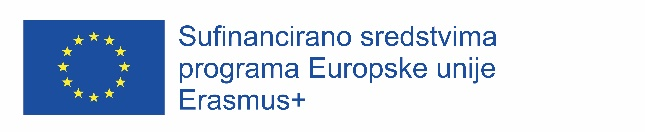 Sufinancirano sredstvima
programa Europske unije
Erasmus+